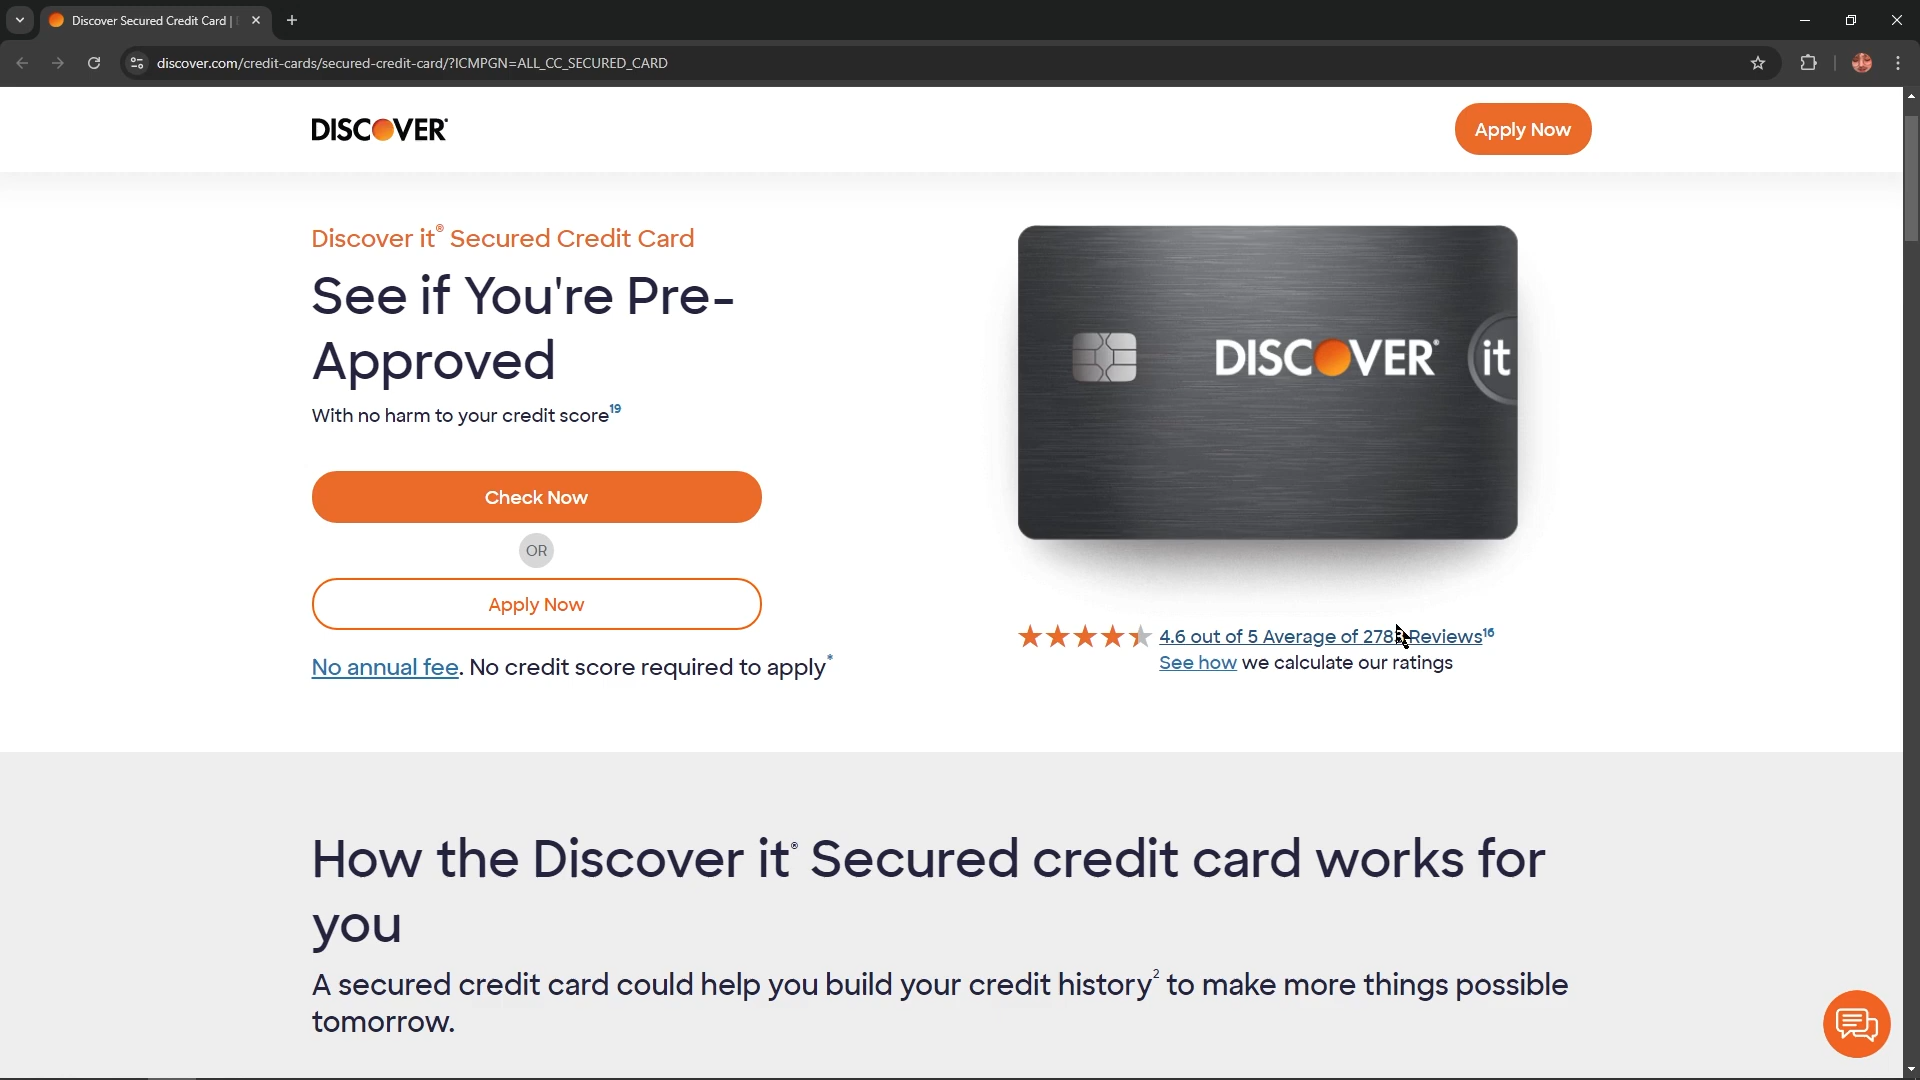 Discover Secured Credit Card |
discover.com/credit-cards/secured-credit-card/?ICMPGN=ALL_CC_SECURED_CARD
DISCOVER
Apply Now
Discover it® Secured Credit Card
See if You're Pre-
Approved
With no harm to your credit score19
Check Now
OR
Apply Now
No annual fee. No credit score required to apply*
DISCOVER®
it
4.6 out of 5 Average of Reviews16
See how we calculate our ratings
How the Discover it® Secured credit card works for
you
A secured credit card could help you build your credit history2 to make more things possible
tomorrow.